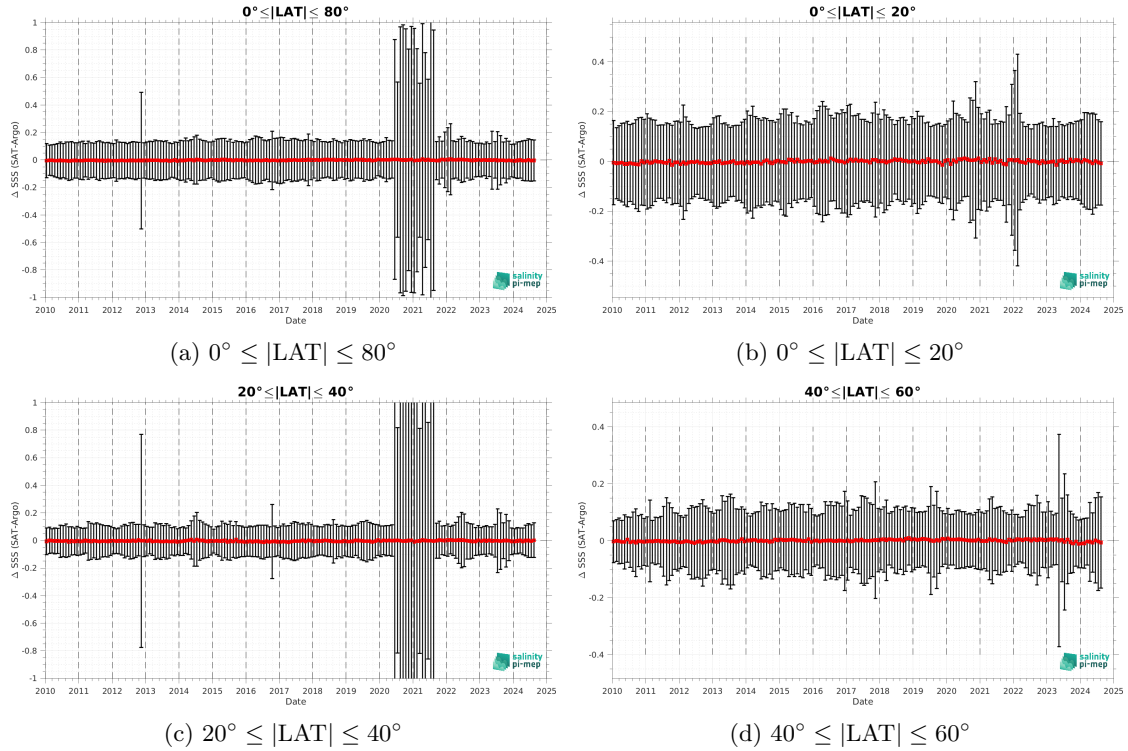 0°≤|LAT|≤ 80°
Δ SSS (SAT-Argo)
1
0.8
0.6
0.4
0.2
0
-0.2
-0.4
-0.6
-0.8
-1
2010 2011 2012 2013 2014 2015 2016 2017 2018 2019 2020 2021 2022 2023 2024 2025
Date
salinity
pi-mep
(a) 0° ≤ |LAT| ≤ 80°
0°≤|LAT|≤ 20°
Δ SSS (SAT-Argo)
0.4
0.2
0
-0.2
-0.4
2010 2011 2012 2013 2014 2015 2016 2017 2018 2019 2020 2021 2022 2023 2024 2025
Date
salinity
pi-mep
(b) 0° ≤ |LAT| ≤ 20°
20°≤|LAT|≤ 40°
Δ SSS (SAT-Argo)
1
0.8
0.6
0.4
0.2
0
-0.2
-0.4
-0.6
-0.8
-1
2010 2011 2012 2013 2014 2015 2016 2017 2018 2019 2020 2021 2022 2023 2024 2025
Date
salinity
pi-mep
(c) 20° ≤ |LAT| ≤ 40°
40°≤|LAT|≤ 60°
Δ SSS (SAT-Argo)
0.4
0.2
0
-0.2
-0.4
2010 2011 2012 2013 2014 2015 2016 2017 2018 2019 2020 2021 2022 2023 2024 2025
Date
salinity
pi-mep
(d) 40° ≤ |LAT| ≤ 60°